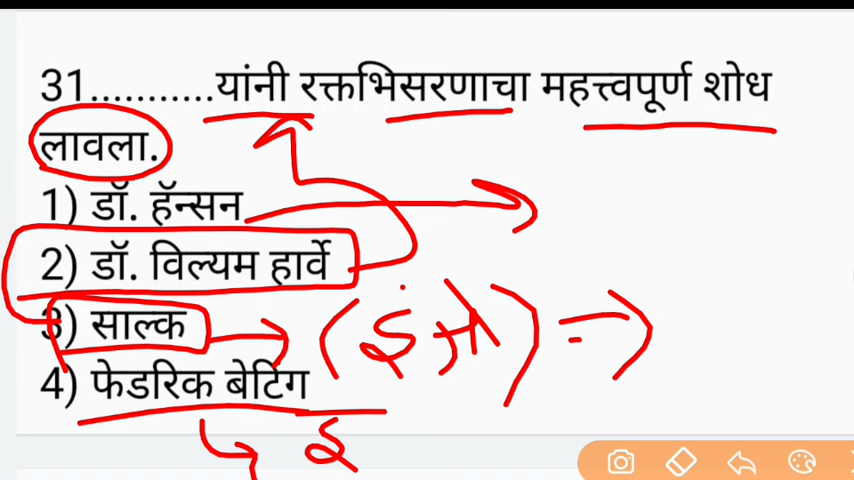 31...........यांनी रक्तभिसरणाचा महत्त्वपूर्ण शोध
लावला.
1) डॉ. हॅन्सन
2) डॉ. विल्यम हार्वे
3) साल्क
4) फेडरिक बेटिंग